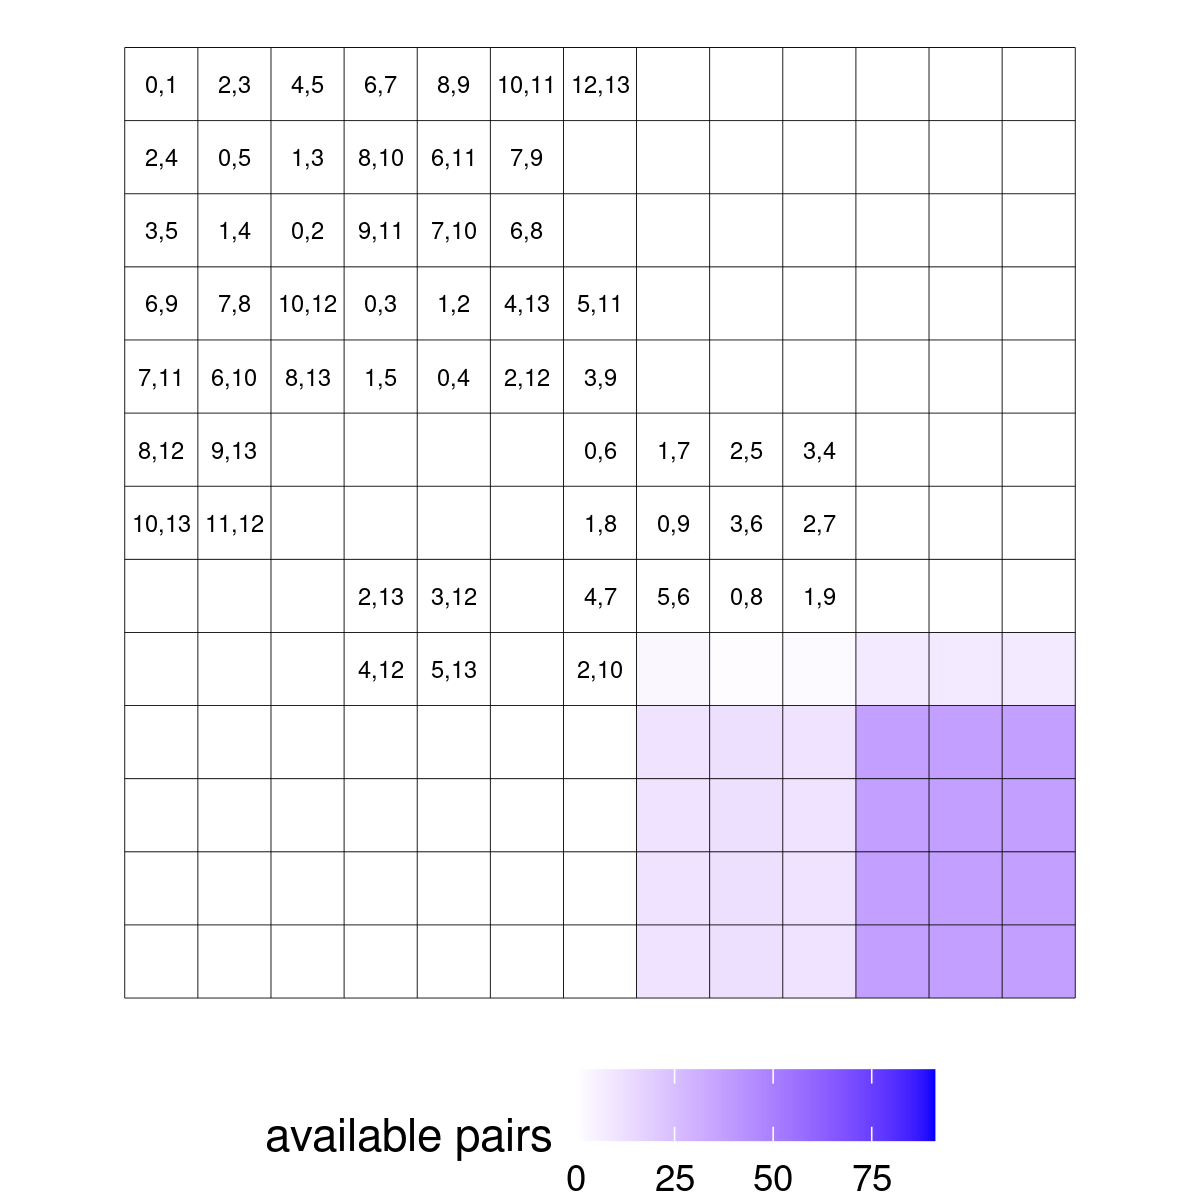 0,1 2,3 4,5 6,7 8,9 10,11 12,13
2,4 0,5 1,3 8,10 6,11 7,9
3,5 1,4 0,2 9,11 7,10 6,8
6,9 7,8 10,12 0,3 1,2 4,13 5,11
7,11 6,10 8,13 1,5 0,4 2,12 3,9
8,12 9,13 0,6 1,7 2,5 3,4
10,13 11,12 1,8 0,9 3,6 2,7
2,13 3,12 4,7 5,6 0,8 1,9
4,12 5,13 2,10
available pairs
0 25 50 75